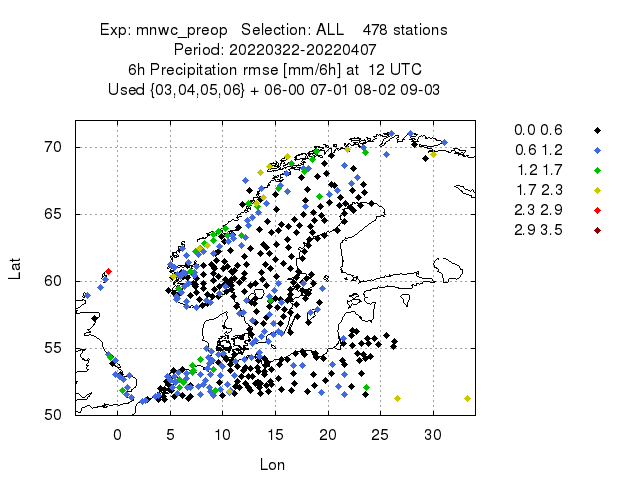 Exp: mnwc_preop   Selection: ALL    478 stations
Period: 20220322-20220407
6h Precipitation rmse [mm/6h] at  12 UTC
Used {03,04,05,06} + 06-00 07-01 08-02 09-03
0.0 0.6
0.6 1.2
1.2 1.7
1.7 2.3
2.3 2.9
2.9 3.5
70
65
60
55
50
Lat
0 5 10 15 20 25 30
Lon